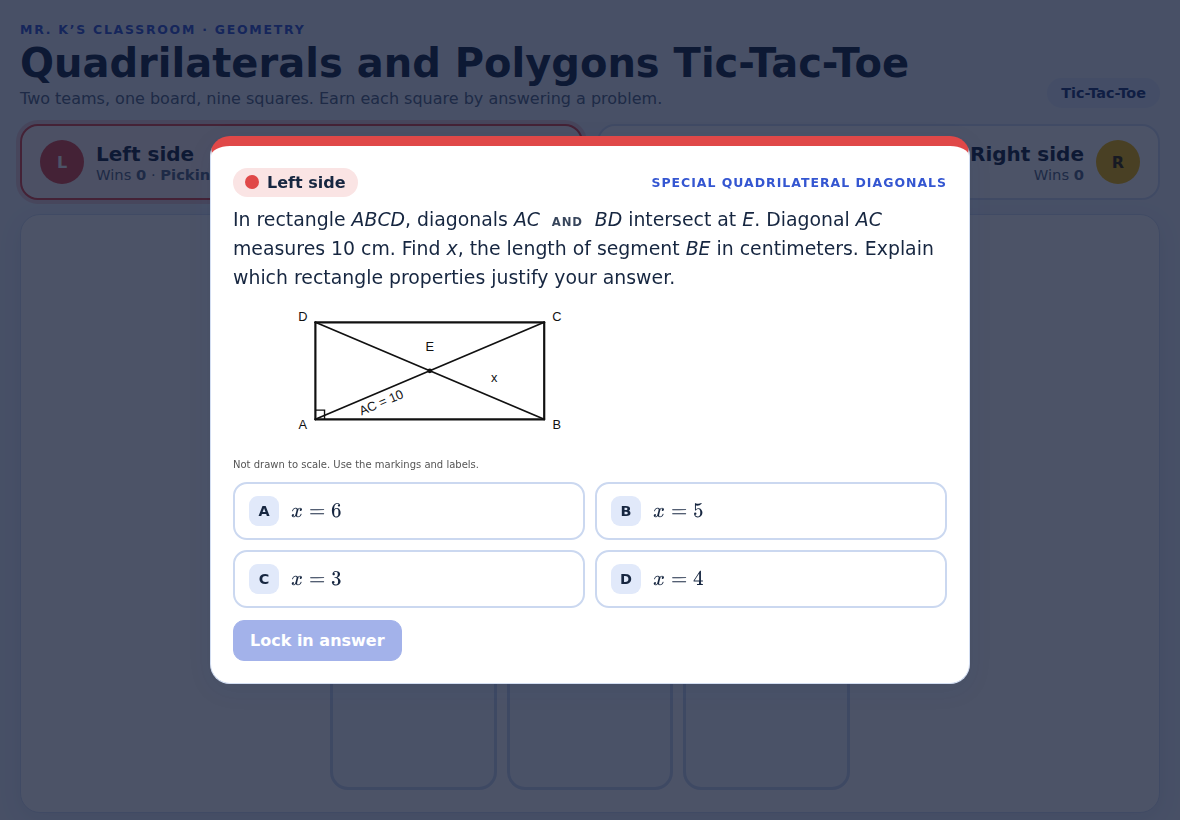 MR. K’S CLASSROOM · GEOMETRY
Quadrilaterals and Polygons Tic-Tac-Toe
Two teams, one board, nine squares. Earn each square by answering a problem.
Tic-Tac-Toe
L
Left side
Wins 0 · Pickin
Right side
Wins 0
R
Left side
SPECIAL QUADRILATERAL DIAGONALS
In rectangle ABCD, diagonals AC AND BD intersect at E. Diagonal AC
measures 10 cm. Find x, the length of segment BE in centimeters. Explain
which rectangle properties justify your answer.
D
C
E
x
AC = 10
A
B
Not drawn to scale. Use the markings and labels.
A x = 6
B x = 5
C x = 3
D x = 4
Lock in answer